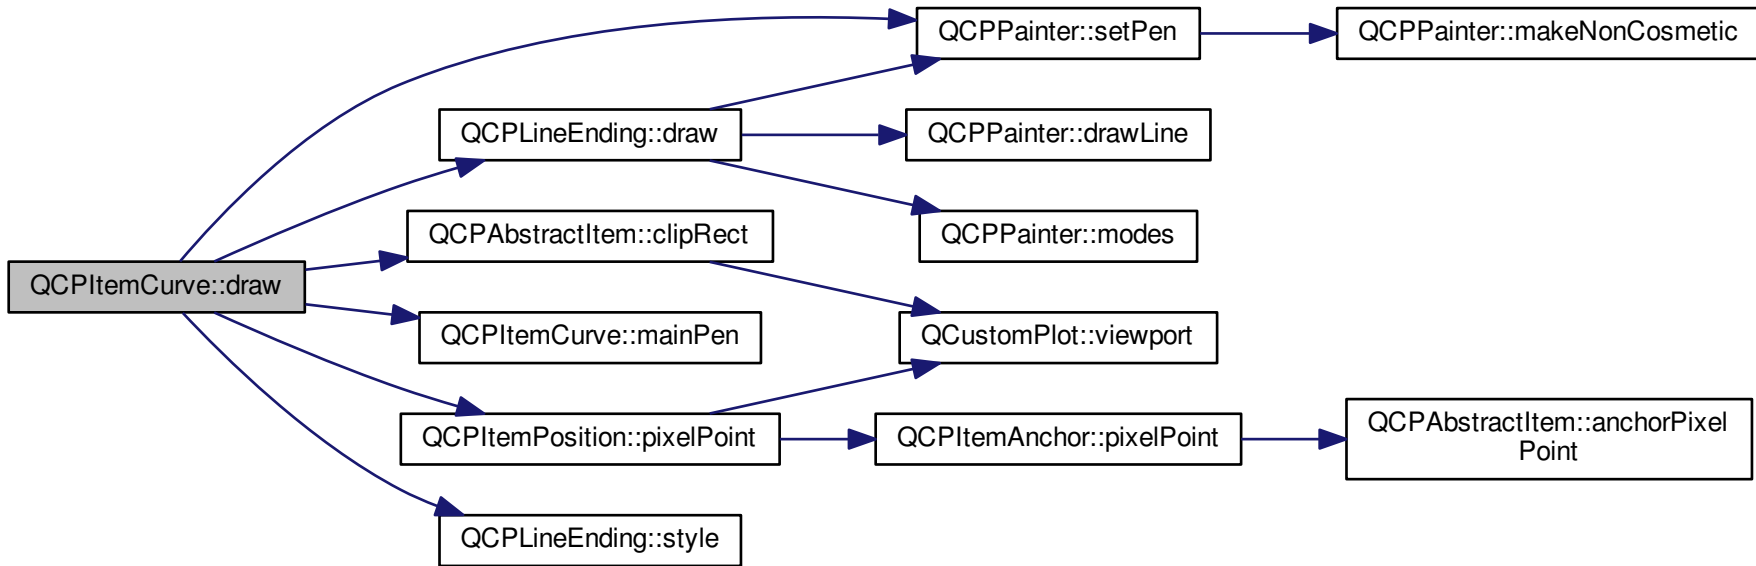 QCPPainter::setPen
QCPPainter::makeNonCosmetic
QCPLineEnding::draw
QCPPainter::drawLine
QCPAbstractItem::clipRect
QCPPainter::modes
QCPItemCurve::draw
QCPItemCurve::mainPen
QCustomPlot::viewport
QCPItemPosition::pixelPoint
QCPItemAnchor::pixelPoint
QCPAbstractItem::anchorPixel
Point
QCPLineEnding::style